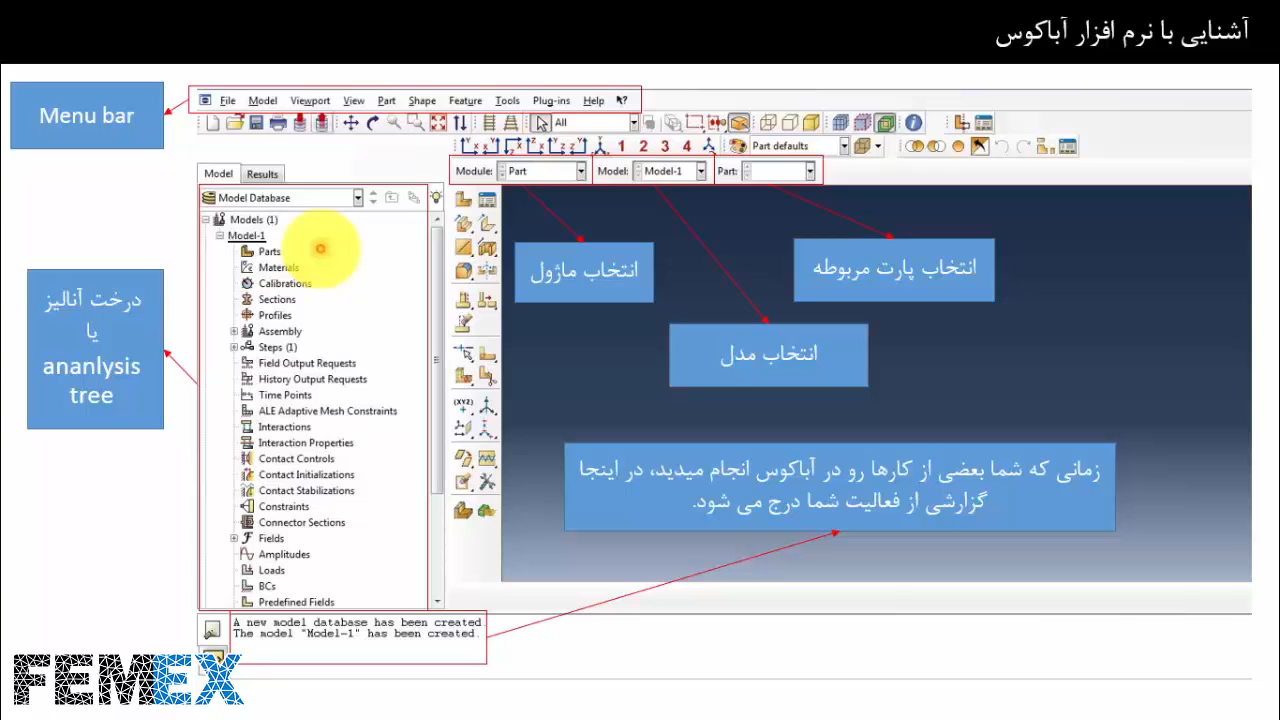 آشنایی با نرم افزار آباکوس
Menu bar
File Model Viewport View Part Shape Feature Tools Plug-ins Help
All
1 2 3 4
Part defaults
Model Results
Module: Part Model: Model-1 Part:
Model Database
Models (1)
Model-1
Parts
Materials
Calibrations
Sections
Profiles
Assembly
Steps (1)
Field Output Requests
History Output Requests
Time Points
ALE Adaptive Mesh Constraints
Interactions
Interaction Properties
Contact Controls
Contact Initializations
Contact Stabilizations
Constraints
Connector Sections
Fields
Amplitudes
Loads
BCs
Predefined Fields
(XYZ)
درخت آنالیز
یا
ananlysis
tree
انتخاب ماژول
انتخاب پارت مربوطه
انتخاب مدل
زمانی که شما بعضی از کارها رو در آباکوس انجام میدید، در اینجا
گزارشی از فعالیت شما درج می شود.
A new model database has been created.
The model "Model-1" has been created.
FEMEX